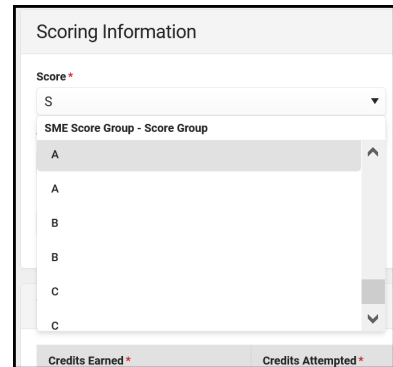 Scoring Information
Score *
S
SME Score Group - Score Group
A
A
B
B
C
C
Credits Earned * Credits Attempted *